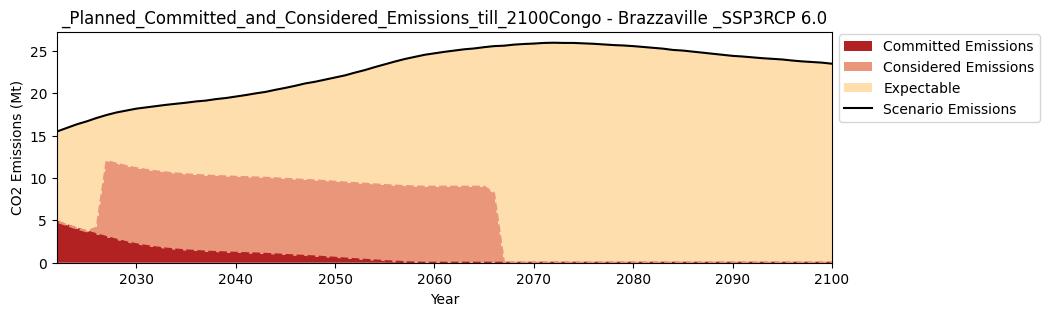 _Planned_Committed_and_Considered_Emissions_till_2100Congo - Brazzaville _SSP3RCP 6.0
CO2 Emissions (Mt)
25
20
15
10
5
0
2030 2040 2050 2060 2070 2080 2090 2100
Year
Committed Emissions
Considered Emissions
Expectable
Scenario Emissions